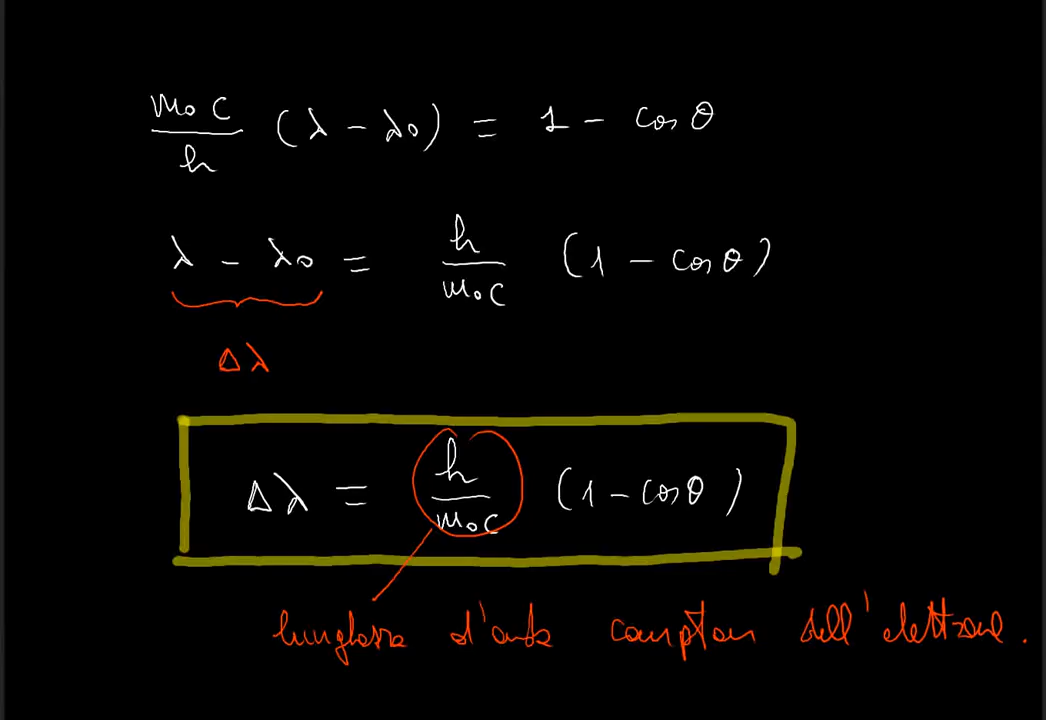 m₀c/h (λ − λ₀) = 1 − cos θ
λ − λ₀ = h/m₀c (1 − cos θ)
Δλ
Δλ = h/m₀c (1 − cos θ)
lunghezza d'onda compton dell'elettrone.